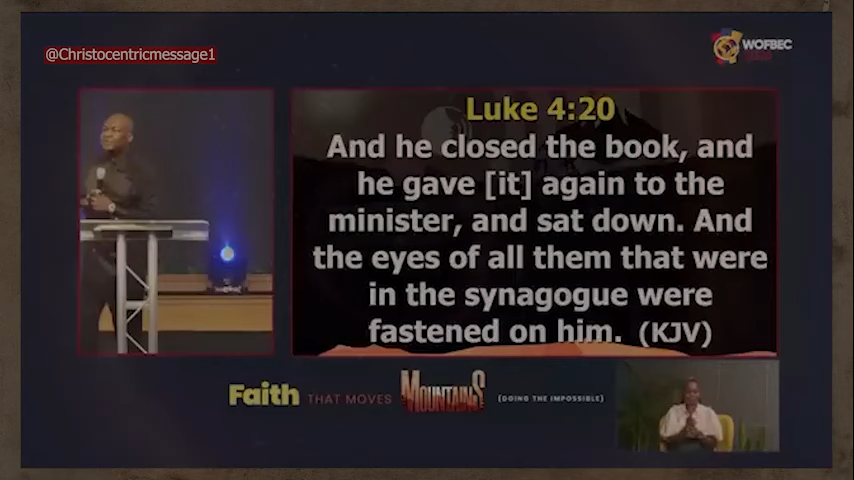 @Christocentricmessage1
WOFBEC
Luke 4:20
And he closed the book, and
he gave [it] again to the
minister, and sat down. And
the eyes of all them that were
in the synagogue were
fastened on him. (KJV)
Faith THAT MOVES MOUNTAINS (DOING THE IMPOSSIBLE)